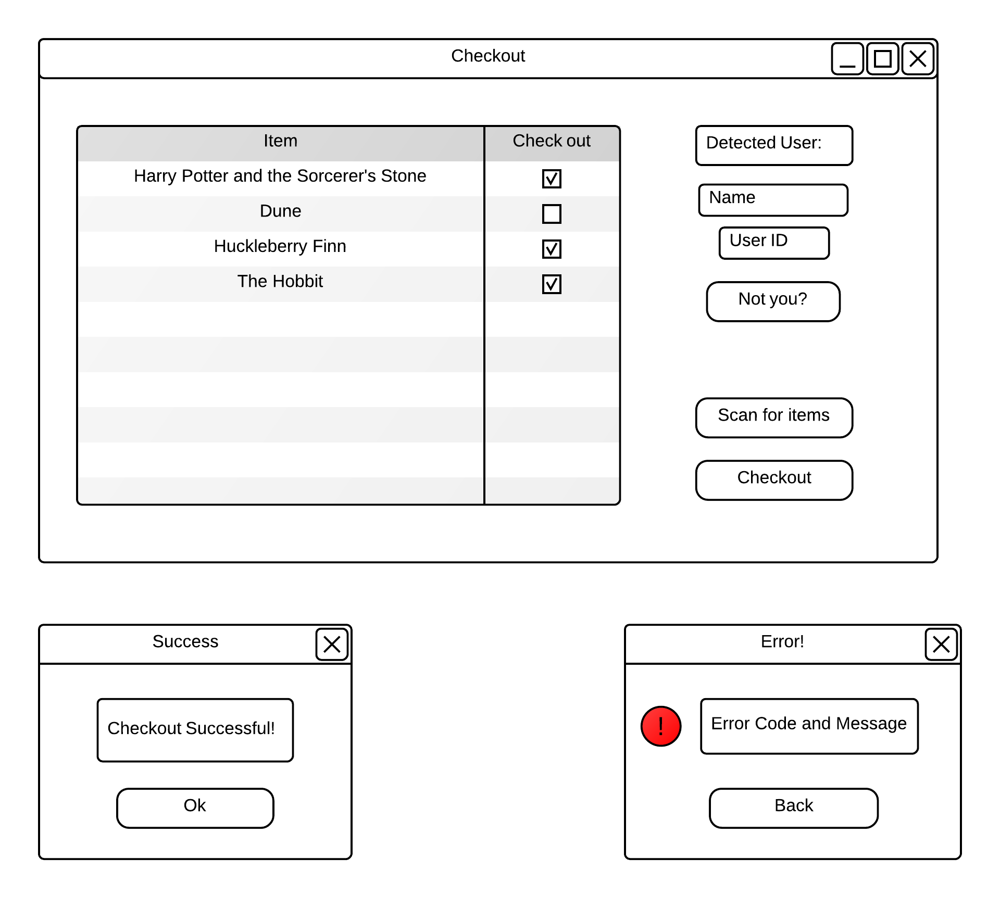 Checkout
Item
Check out
Harry Potter and the Sorcerer's Stone
Dune
Huckleberry Finn
The Hobbit
Detected User:
Name
User ID
Not you?
Scan for items
Checkout
Success
Checkout Successful!
Ok
Error!
!
Error Code and Message
Back